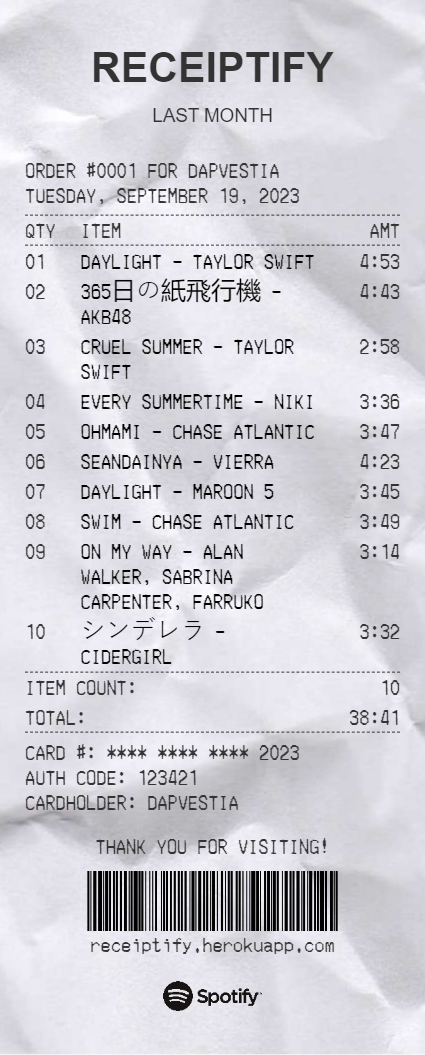 RECEIPTIFY
LAST MONTH
ORDER #0001 FOR DAPVESTIA
TUESDAY, SEPTEMBER 19, 2023
QTY ITEM AMT
01 DAYLIGHT - TAYLOR SWIFT 4:53
02 365日の紙飛行機 - 4:43
AKB48
03 CRUEL SUMMER - TAYLOR 2:58
SWIFT
04 EVERY SUMMERTIME - NIKI 3:36
05 OHMAMI - CHASE ATLANTIC 3:47
06 SEANDAINYA - VIERRA 4:23
07 DAYLIGHT - MAROON 5 3:45
08 SWIM - CHASE ATLANTIC 3:49
09 ON MY WAY - ALAN 3:14
WALKER, SABRINA
CARPENTER, FARRUKO
10 シンデレラ - 3:32
CIDERGIRL
ITEM COUNT: 10
TOTAL: 38:41
CARD #: **** **** **** 2023
AUTH CODE: 123421
CARDHOLDER: DAPVESTIA
THANK YOU FOR VISITING!
receiptify.herokuapp.com
Spotify